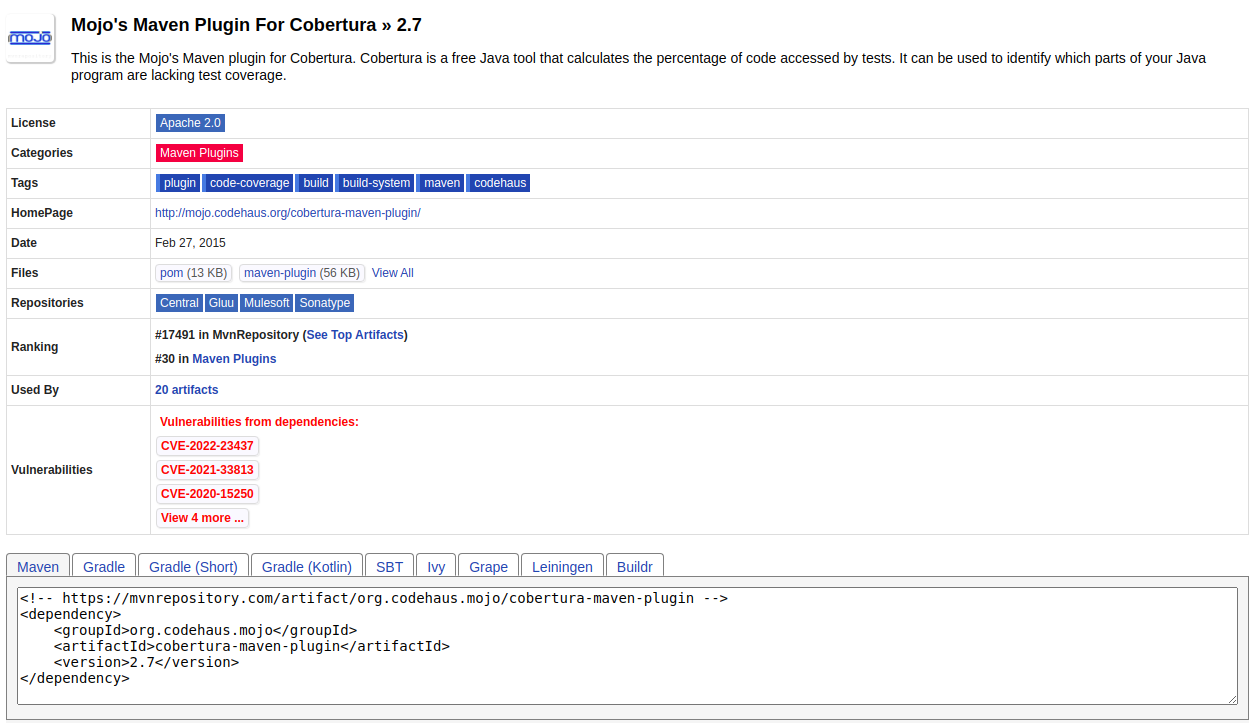 mojo
Mojo's Maven Plugin For Cobertura » 2.7
This is the Mojo's Maven plugin for Cobertura. Cobertura is a free Java tool that calculates the percentage of code accessed by tests. It can be used to identify which parts of your Java
program are lacking test coverage.
License Apache 2.0
Categories Maven Plugins
Tags plugin code-coverage build build-system maven codehaus
HomePage http://mojo.codehaus.org/cobertura-maven-plugin/
Date Feb 27, 2015
Files pom (13 KB) maven-plugin (56 KB) View All
Repositories Central Gluu Mulesoft Sonatype
Ranking
#17491 in MvnRepository (See Top Artifacts)
#30 in Maven Plugins
Used By 20 artifacts
Vulnerabilities
Vulnerabilities from dependencies:
CVE-2022-23437
CVE-2021-33813
CVE-2020-15250
View 4 more ...
Maven Gradle Gradle (Short) Gradle (Kotlin) SBT Ivy Grape Leiningen Buildr
<!-- https://mvnrepository.com/artifact/org.codehaus.mojo/cobertura-maven-plugin -->
<dependency>
    <groupId>org.codehaus.mojo</groupId>
    <artifactId>cobertura-maven-plugin</artifactId>
    <version>2.7</version>
</dependency>